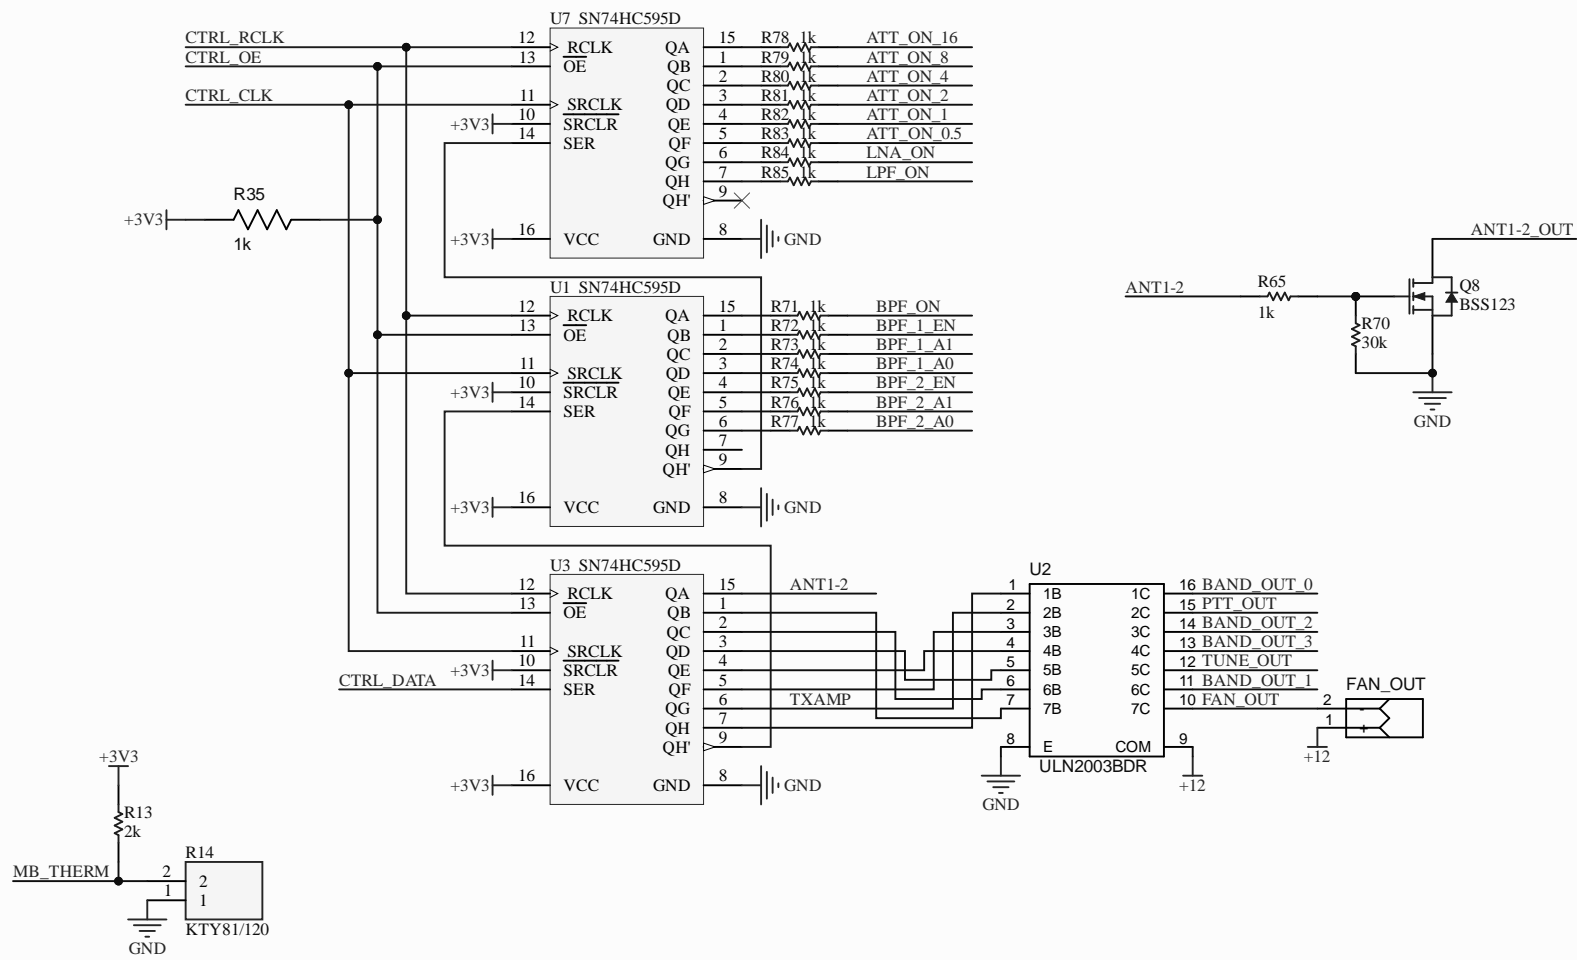 U7 SN74HC595D
CTRL_RCLK 12 RCLK QA 15 R78 1k ATT_ON_16
CTRL_OE 13 OE QB 1 R79 1k ATT_ON_8
QC 2 R80 1k ATT_ON_4
CTRL_CLK 11 SRCLK QD 3 R81 1k ATT_ON_2
+3V3 10 SRCLR QE 4 R82 1k ATT_ON_1
14 SER QF 5 R83 1k ATT_ON_0.5
QG 6 R84 1k LNA_ON
QH 7 R85 1k LPF_ON
QH' 9
+3V3 16 VCC GND 8 GND
R35
+3V3
1k
U1 SN74HC595D
12 RCLK QA 15 R71 1k BPF_ON
13 OE QB 1 R72 1k BPF_1_EN
QC 2 R73 1k BPF_1_A1
11 SRCLK QD 3 R74 1k BPF_1_A0
+3V3 10 SRCLR QE 4 R75 1k BPF_2_EN
14 SER QF 5 R76 1k BPF_2_A1
QG 6 R77 1k BPF_2_A0
QH 7
QH' 9
+3V3 16 VCC GND 8 GND
ANT1-2_OUT
ANT1-2 R65 1k
Q8
BSS123
R70
30k
GND
U3 SN74HC595D
12 RCLK QA 15 ANT1-2
13 OE QB 1
QC 2
11 SRCLK QD 3
+3V3 10 SRCLR QE 4
CTRL_DATA 14 SER QF 5
QG 6 TXAMP
QH 7
QH' 9
+3V3 16 VCC GND 8 GND
U2
1 1B 1C 16 BAND_OUT_0
2 2B 2C 15 PTT_OUT
3 3B 3C 14 BAND_OUT_2
4 4B 4C 13 BAND_OUT_3
5 5B 5C 12 TUNE_OUT
6 6B 6C 11 BAND_OUT_1
7 7B 7C 10 FAN_OUT
8 E COM 9
ULN2003BDR
GND
+12
FAN_OUT
2 -
1 +
+12
+3V3
R13
2k
R14
MB_THERM 2 2
1 1
KTY81/120
GND